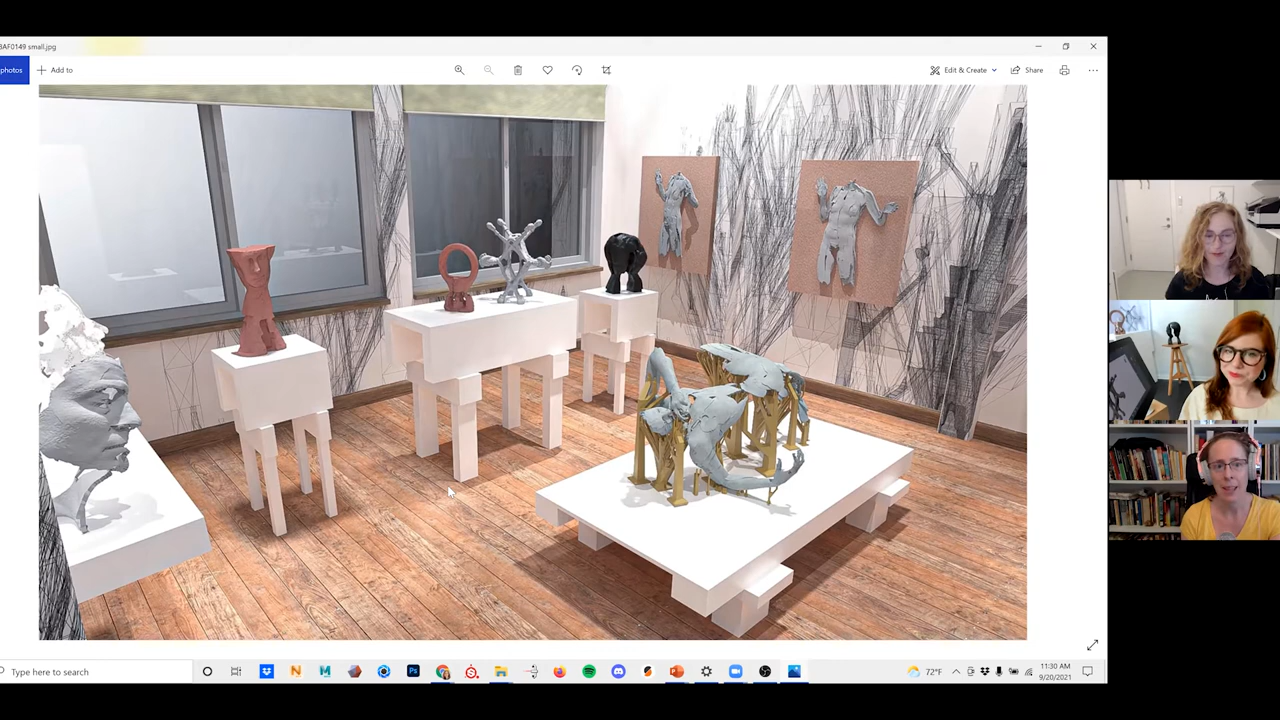 BAF0149 small.jpg
photos
Add to
Edit & Create
Share
Type here to search
N
M
Ps
72°F
11:30 AM
9/20/2021